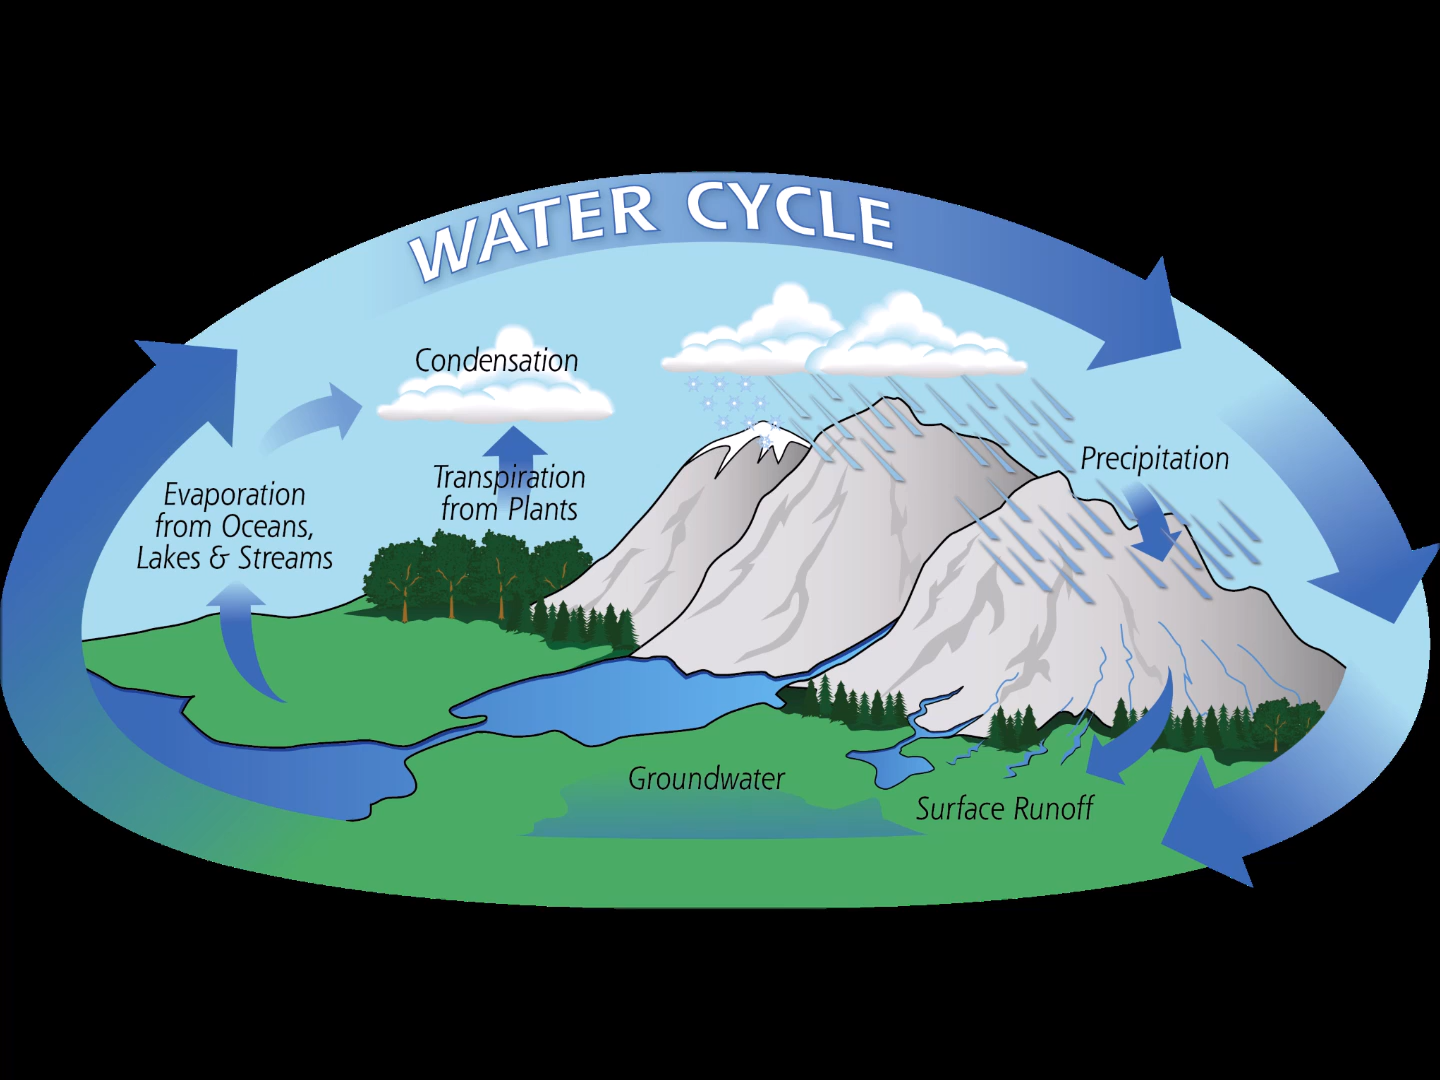 WATER CYCLE
Condensation
Precipitation
Transpiration
from Plants
Evaporation
from Oceans,
Lakes & Streams
Groundwater
Surface Runoff